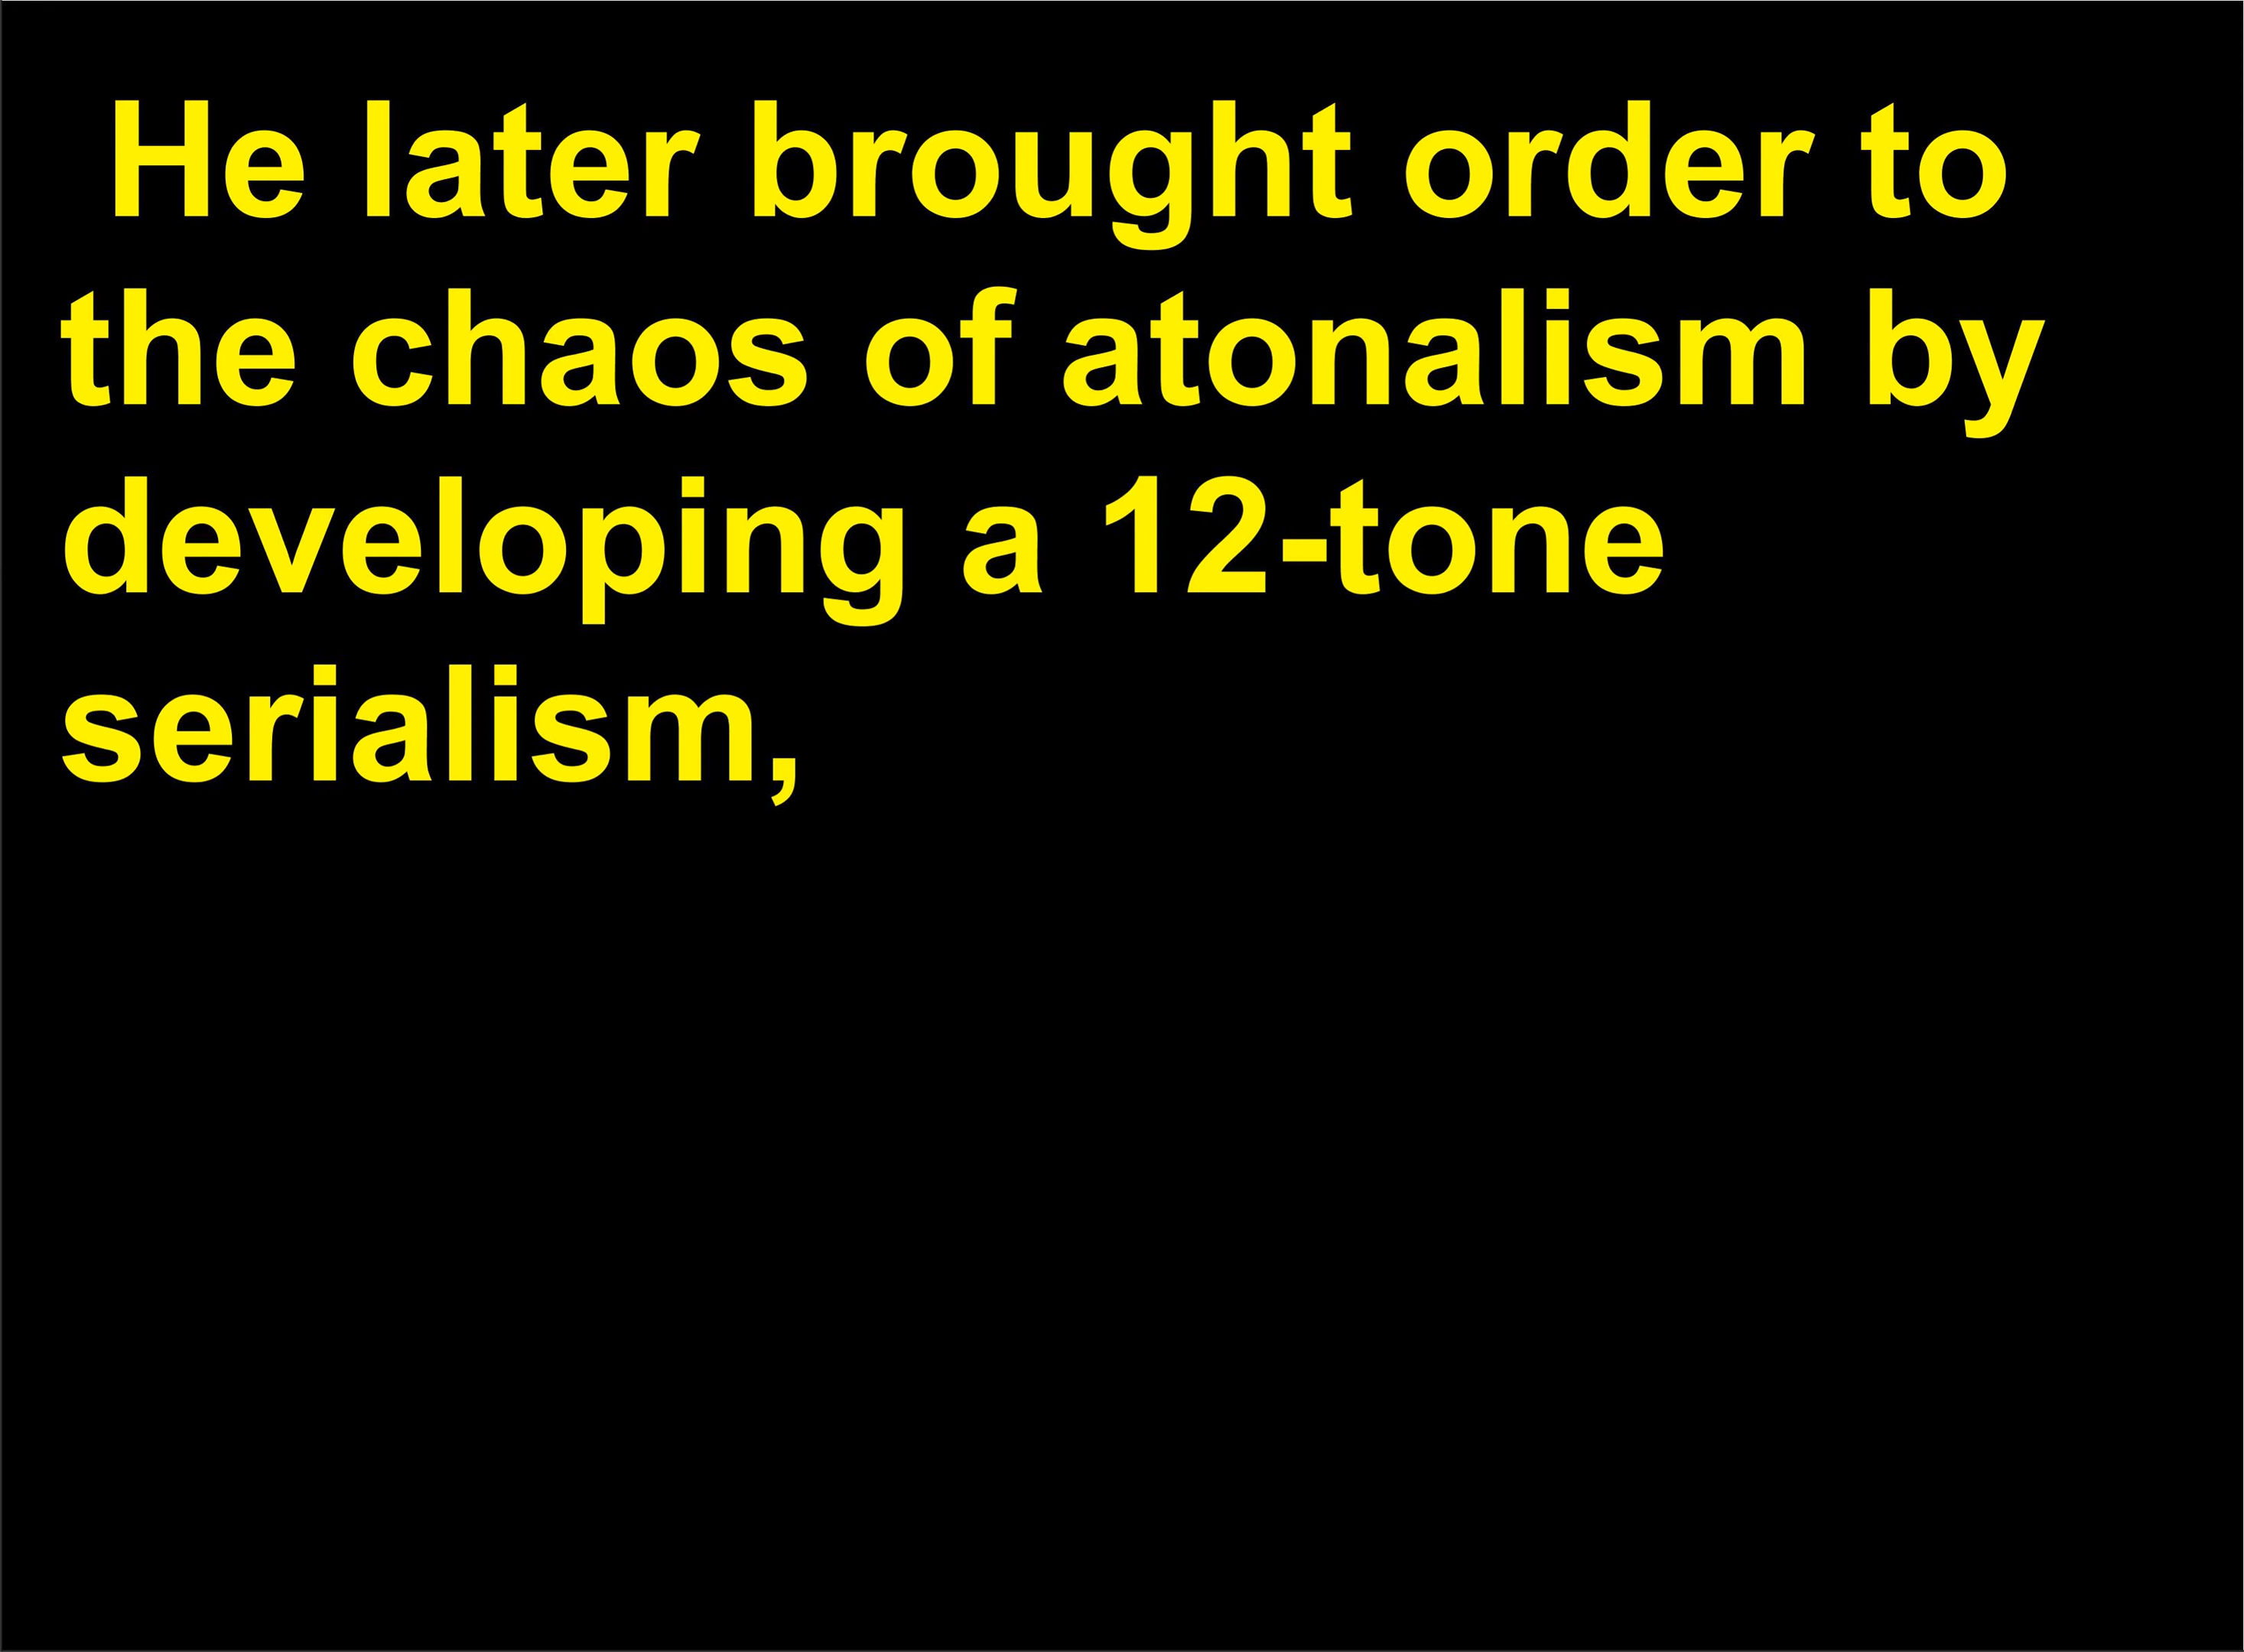 He later brought order to
the chaos of atonalism by
developing a 12-tone
serialism,